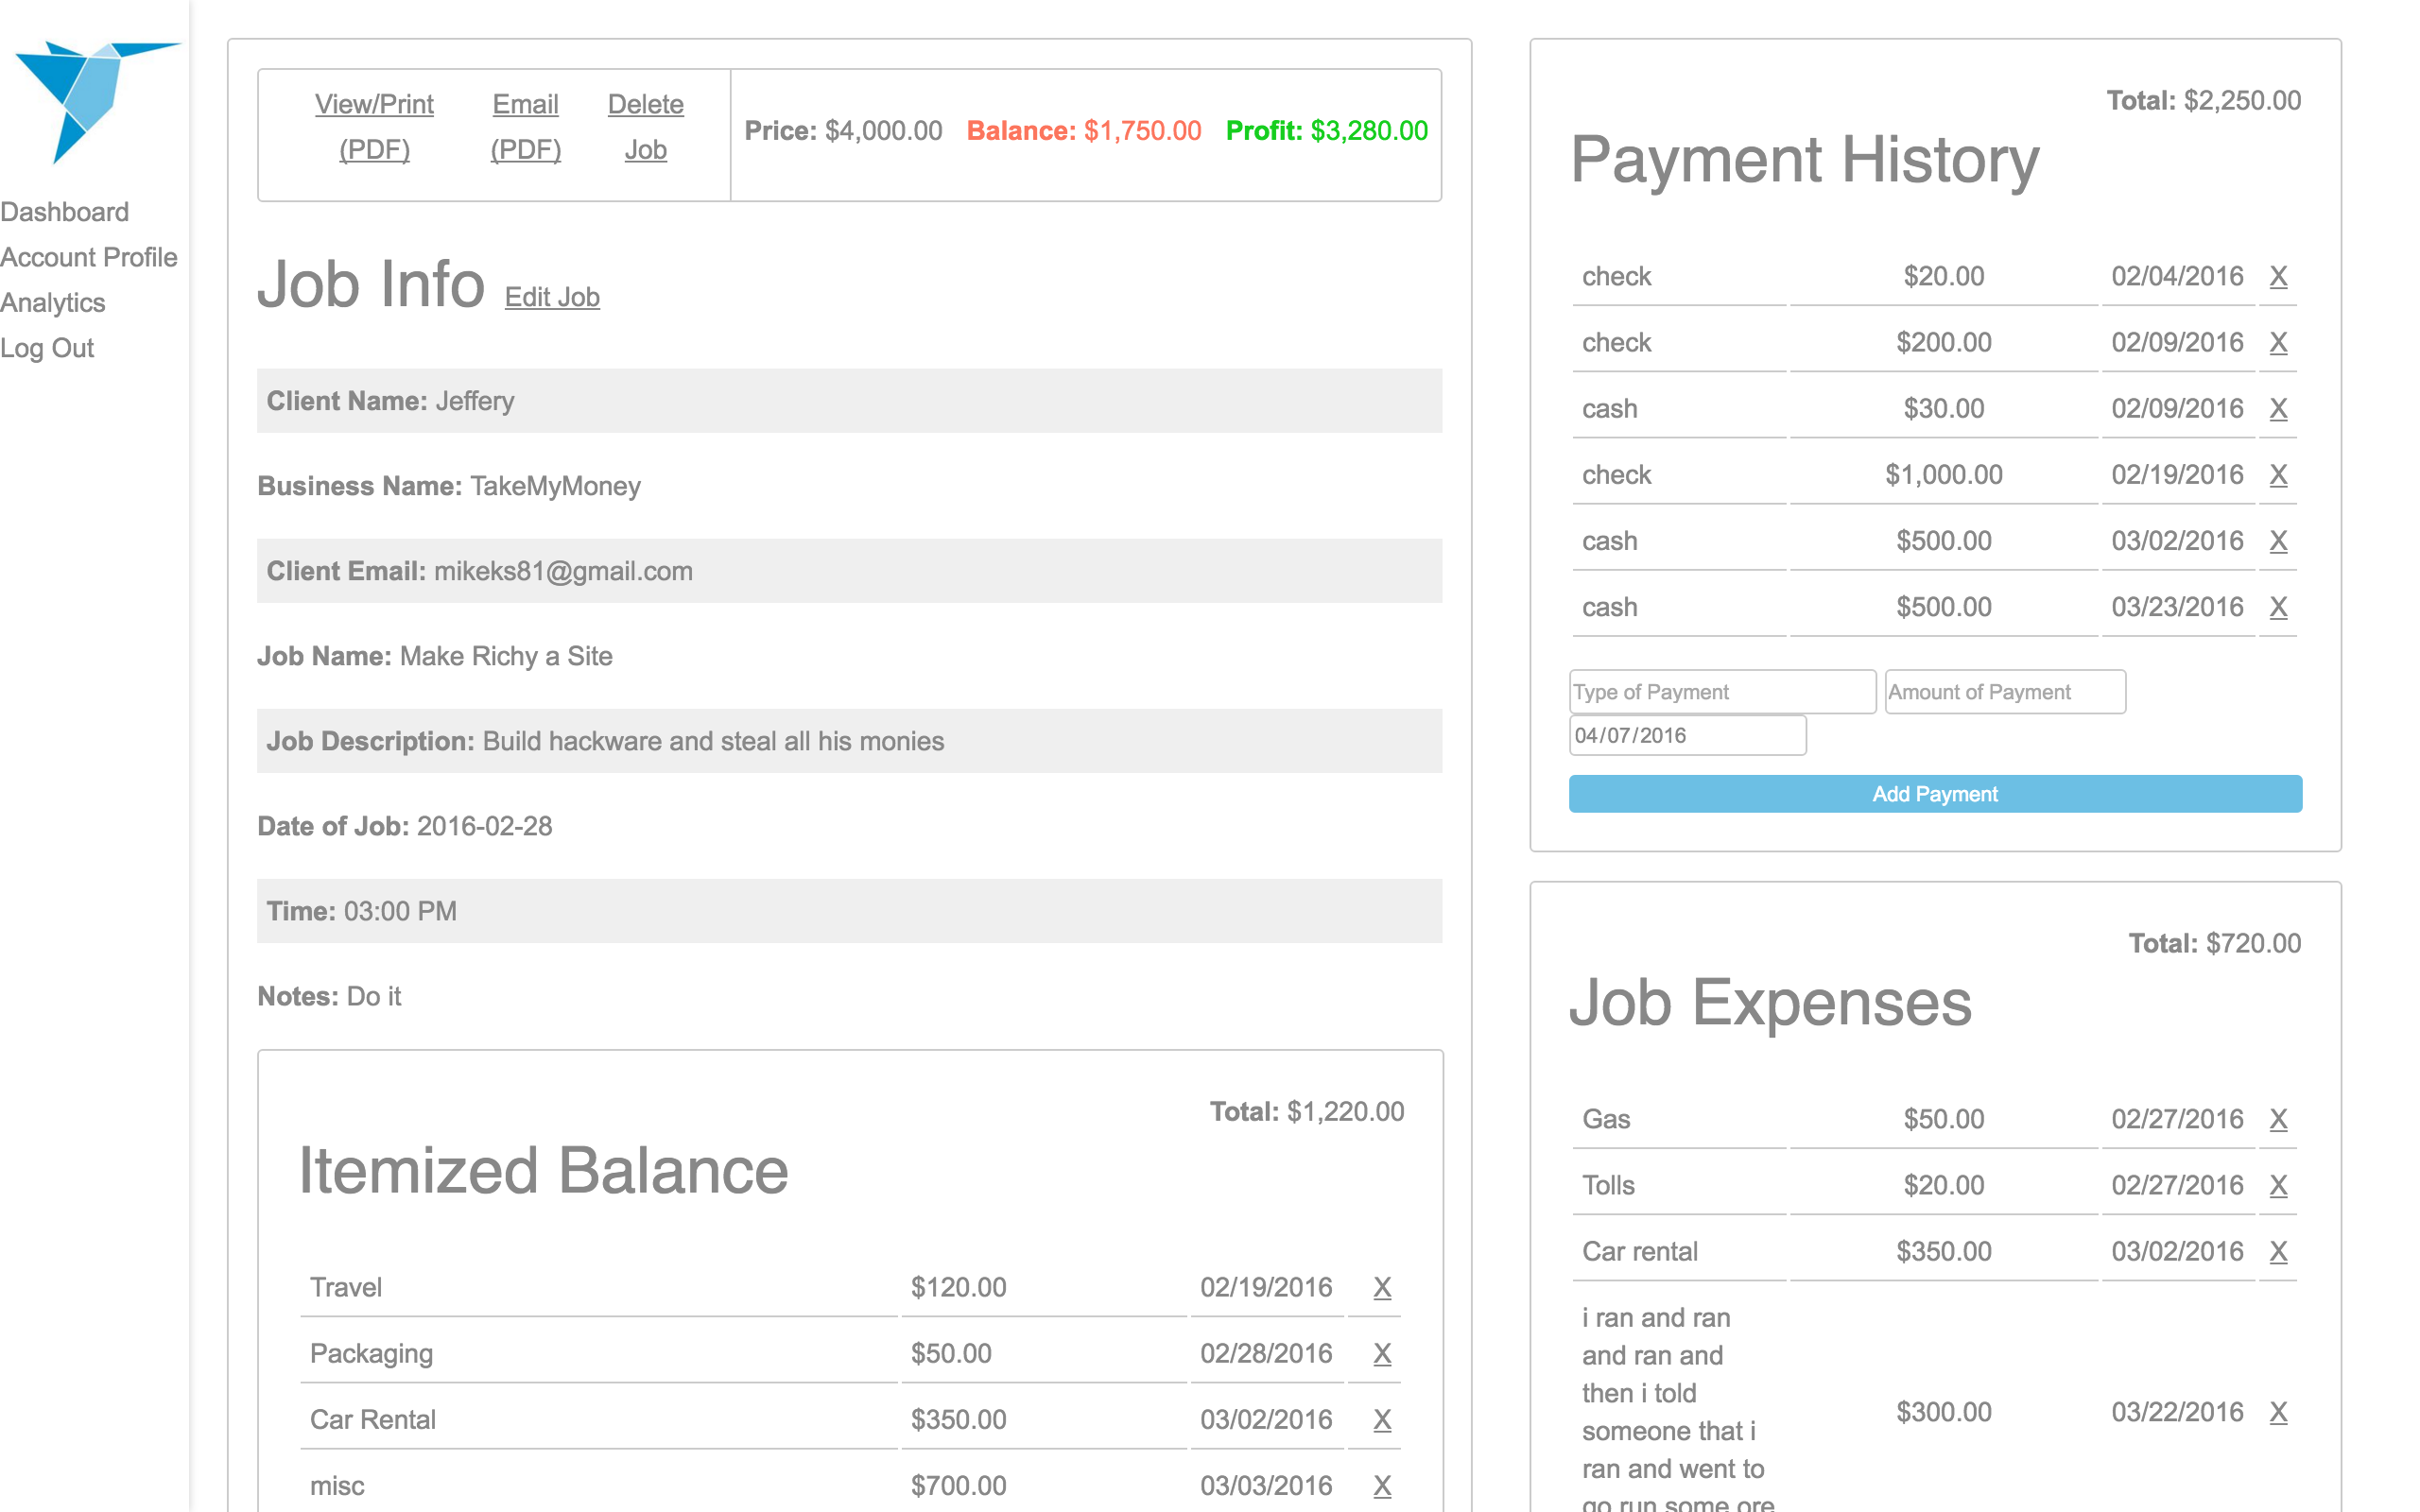 Dashboard
Account Profile
Analytics
Log Out
View/Print
(PDF)
Email
(PDF)
Delete
Job
Price: $4,000.00 Balance: $1,750.00 Profit: $3,280.00
Job Info Edit Job
Client Name: Jeffery
Business Name: TakeMyMoney
Client Email: mikeks81@gmail.com
Job Name: Make Richy a Site
Job Description: Build hackware and steal all his monies
Date of Job: 2016-02-28
Time: 03:00 PM
Notes: Do it
Total: $1,220.00
Itemized Balance
Travel $120.00 02/19/2016 X
Packaging $50.00 02/28/2016 X
Car Rental $350.00 03/02/2016 X
misc $700.00 03/03/2016 X
Total: $2,250.00
Payment History
check $20.00 02/04/2016 X
check $200.00 02/09/2016 X
cash $30.00 02/09/2016 X
check $1,000.00 02/19/2016 X
cash $500.00 03/02/2016 X
cash $500.00 03/23/2016 X
Type of Payment Amount of Payment
04/07/2016
Add Payment
Total: $720.00
Job Expenses
Gas $50.00 02/27/2016 X
Tolls $20.00 02/27/2016 X
Car rental $350.00 03/02/2016 X
i ran and ran
and ran and
then i told
someone that i
ran and went to
go run some ore
$300.00 03/22/2016 X